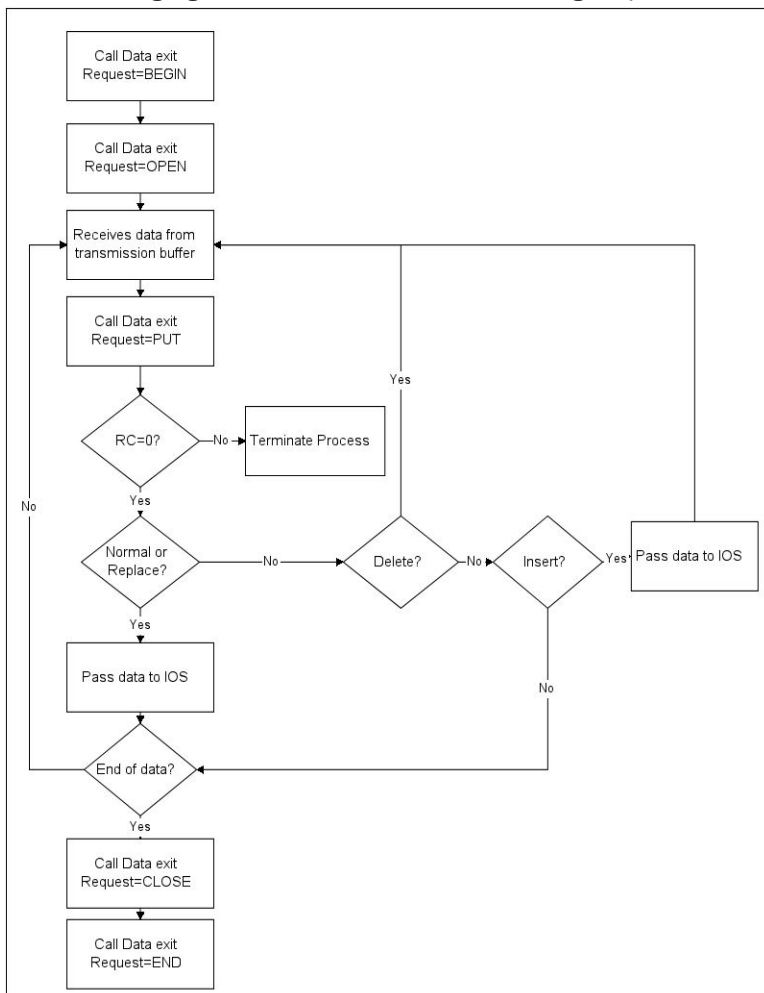 Call Data exit
Request=BEGIN
Call Data exit
Request=OPEN
Receives data from
transmission buffer
Call Data exit
Request=PUT
Yes
RC=0?
No
Terminate Process
No
Yes
Normal or
Replace?
No
Delete?
No
Insert?
Yes
Pass data to IOS
Yes
Pass data to IOS
No
End of data?
Yes
Call Data exit
Request=CLOSE
Call Data exit
Request=END